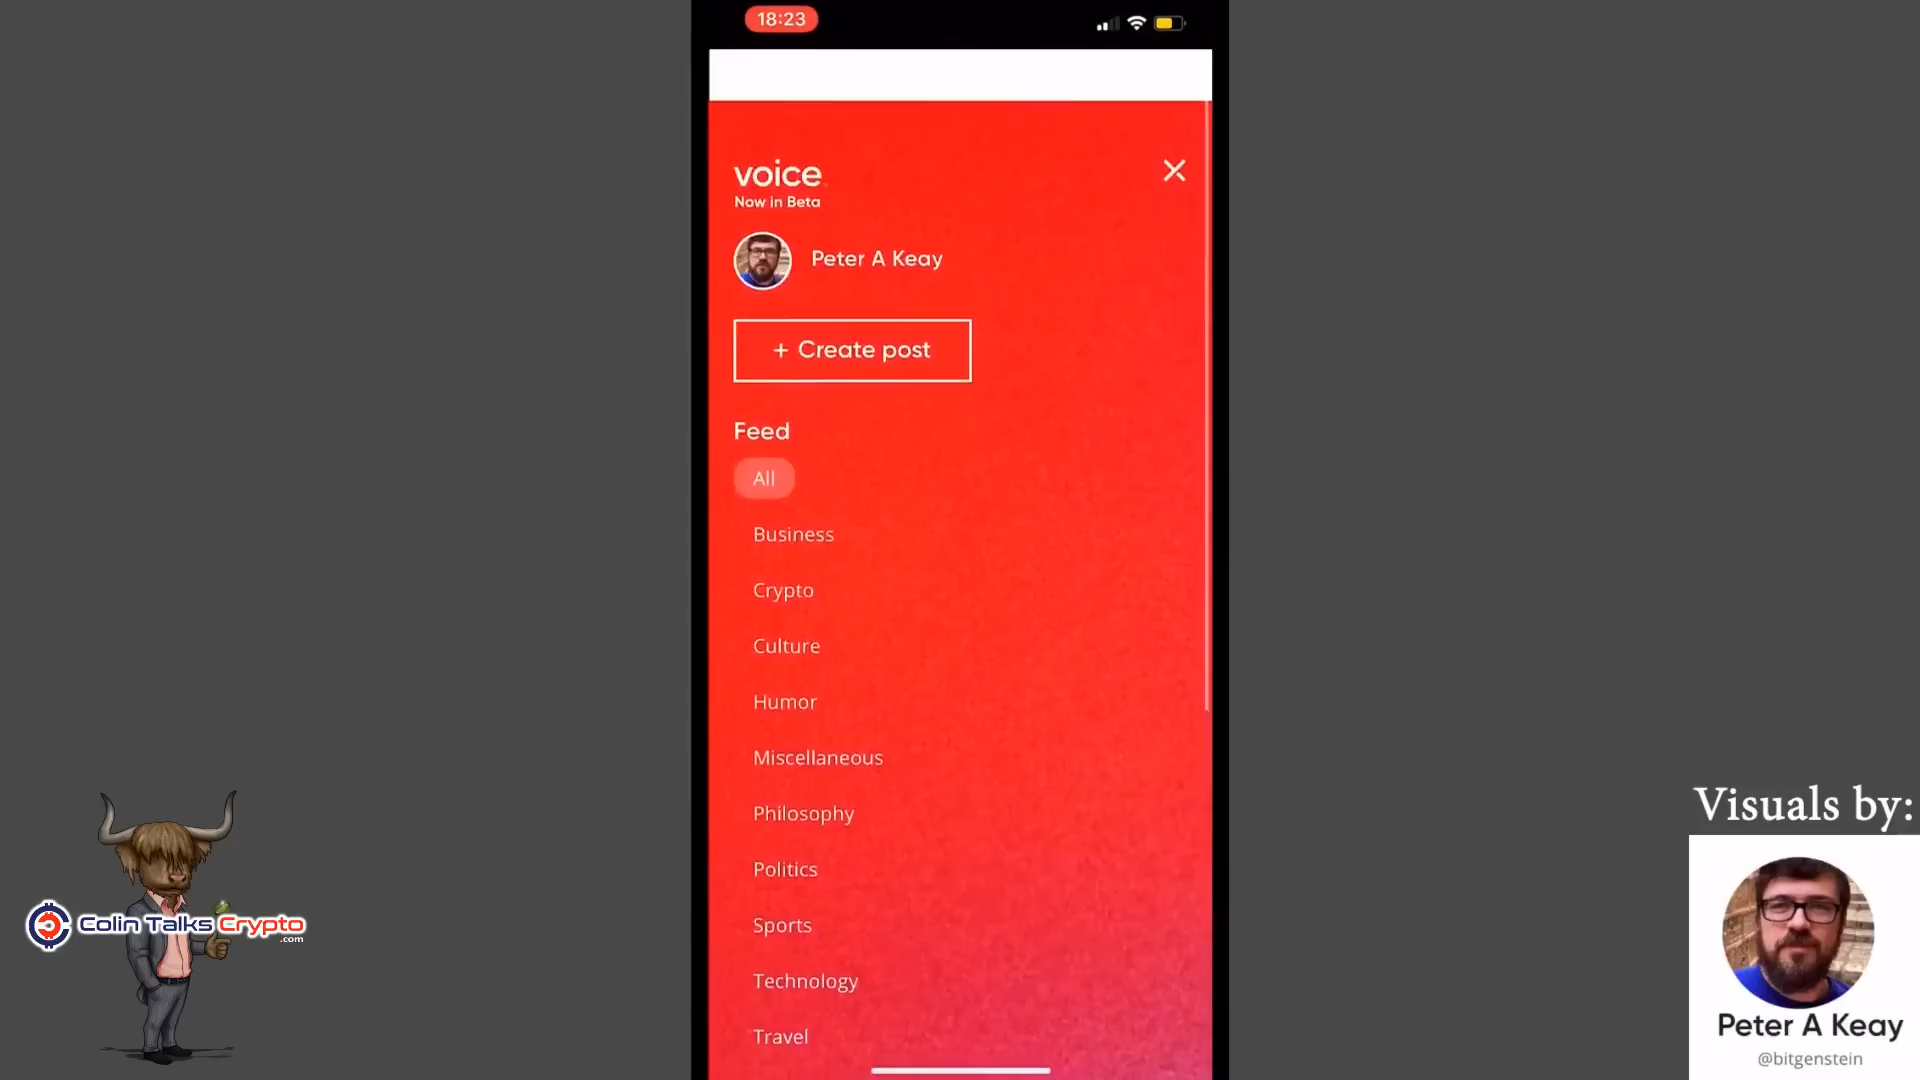 18:23
voice
Now in Beta
Peter A Keay
+ Create post
Feed
All
Business
Crypto
Culture
Humor
Miscellaneous
Philosophy
Politics
Sports
Technology
Travel
Colin Talks Crypto
.com
Visuals by:
Peter A Keay
@bitgenstein